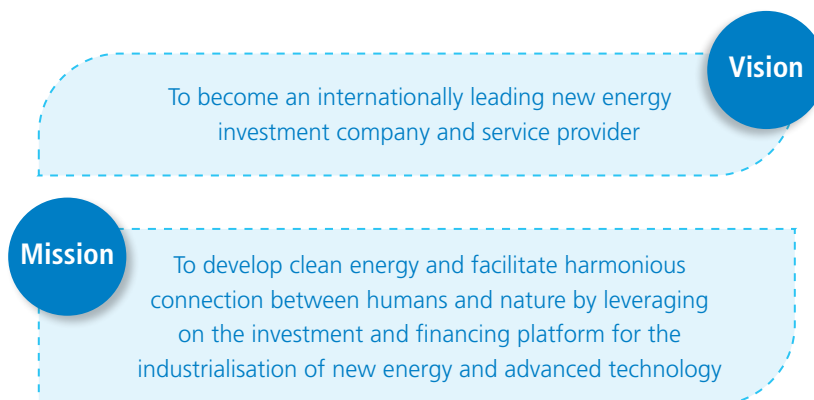 Vision
To become an internationally leading new energy
investment company and service provider
Mission
To develop clean energy and facilitate harmonious
connection between humans and nature by leveraging
on the investment and financing platform for the
industrialisation of new energy and advanced technology